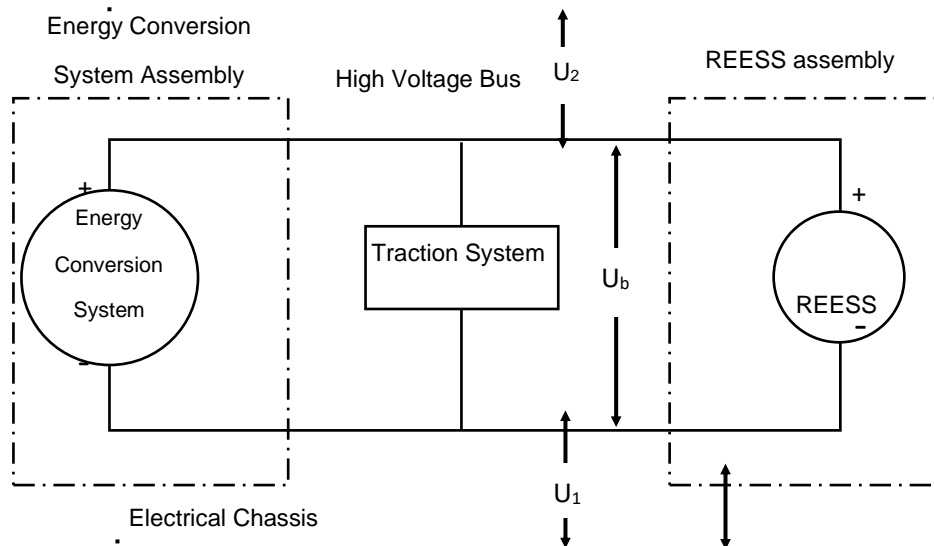 Energy Conversion
System Assembly
High Voltage Bus
U2
REESS assembly
+
Energy
Conversion
System
-
Traction System
Ub
+
REESS
-
U1
Electrical Chassis